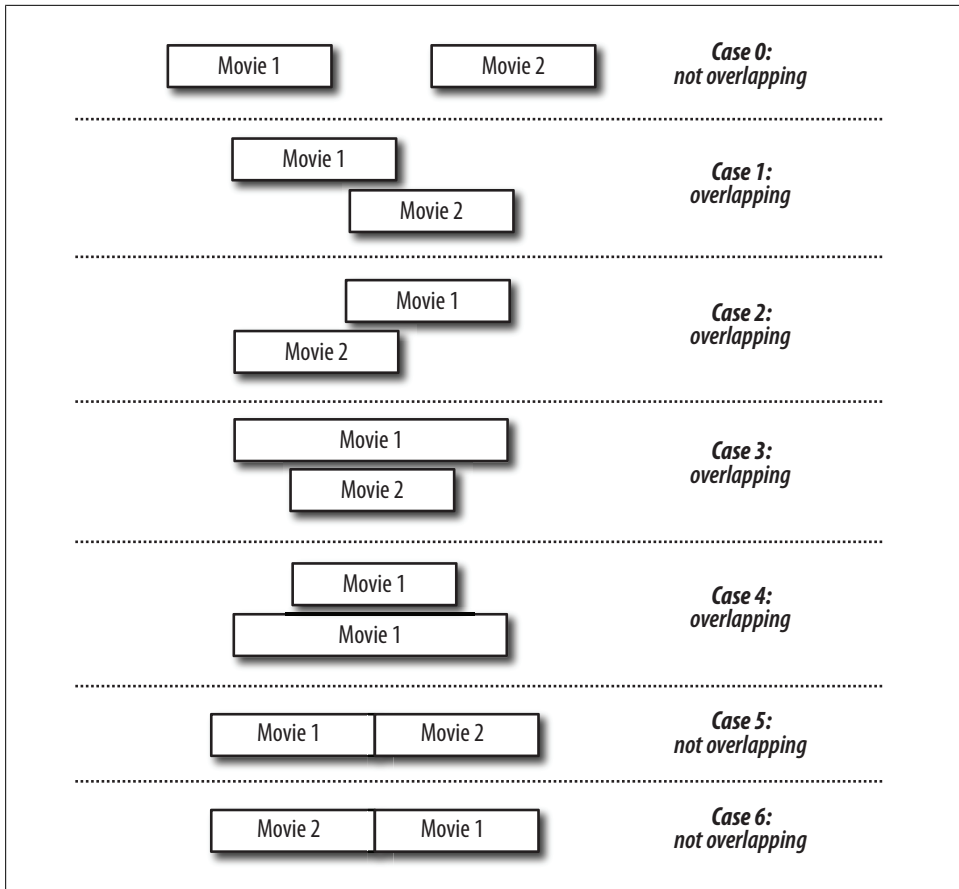 Movie 1
Movie 2
Case 0:
not overlapping
Movie 1
Movie 2
Case 1:
overlapping
Movie 1
Movie 2
Case 2:
overlapping
Movie 1
Movie 2
Case 3:
overlapping
Movie 1
Movie 1
Case 4:
overlapping
Movie 1
Movie 2
Case 5:
not overlapping
Movie 2
Movie 1
Case 6:
not overlapping